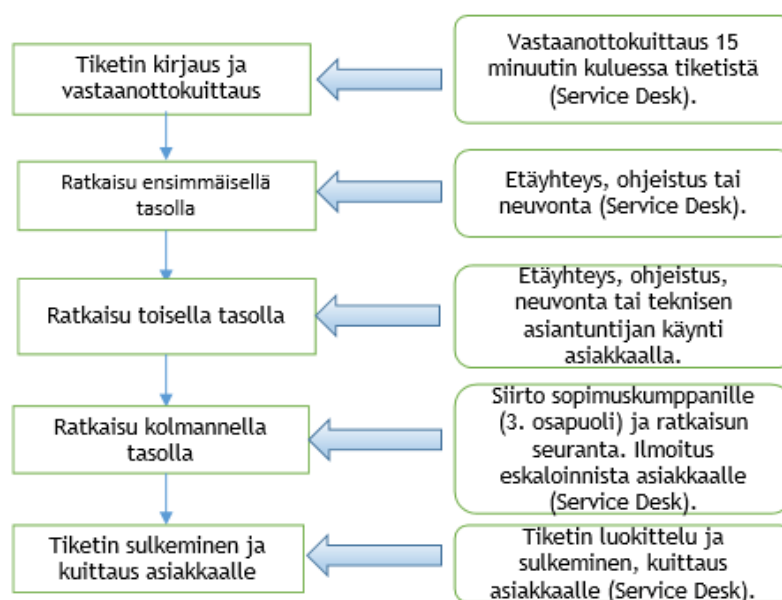 Tiketin kirjaus ja
vastaanottokuittaus
Vastaanottokuittaus 15
minuutin kuluessa tiketistä
(Service Desk).
Ratkaisu ensimmäisellä
tasolla
Etäyhteys, ohjeistus tai
neuvonta (Service Desk).
Ratkaisu toisella tasolla
Etäyhteys, ohjeistus,
neuvonta tai teknisen
asiantuntijan käynti
asiakkaalla.
Ratkaisu kolmannella
tasolla
Siirto sopimuskumppanille
(3. osapuoli) ja ratkaisun
seuranta. Ilmoitus
eskaloinnista asiakkaalle
(Service Desk).
Tiketin sulkeminen ja
kuittaus asiakkaalle
Tiketin luokittelu ja
sulkeminen, kuittaus
asiakkaalle (Service Desk).